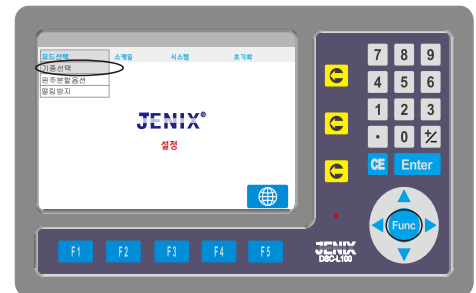 모드선택 스케일 시스템 초기화
기종선택
원주분할옵션
떨림방지
JENIX®
설정
7 8 9
4 5 6
1 2 3
· 0 +/-
CE Enter
Func
F1 F2 F3 F4 F5
JENIX
DSC-L100